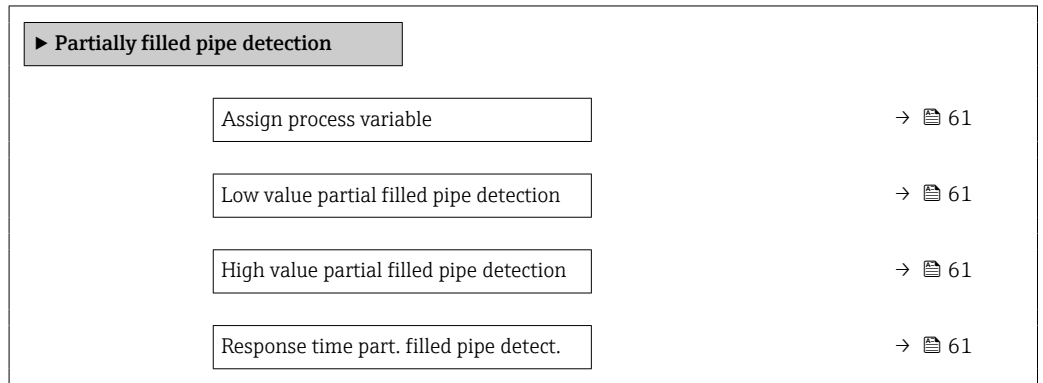 ▶ Partially filled pipe detection
Assign process variable → 61
Low value partial filled pipe detection → 61
High value partial filled pipe detection → 61
Response time part. filled pipe detect. → 61